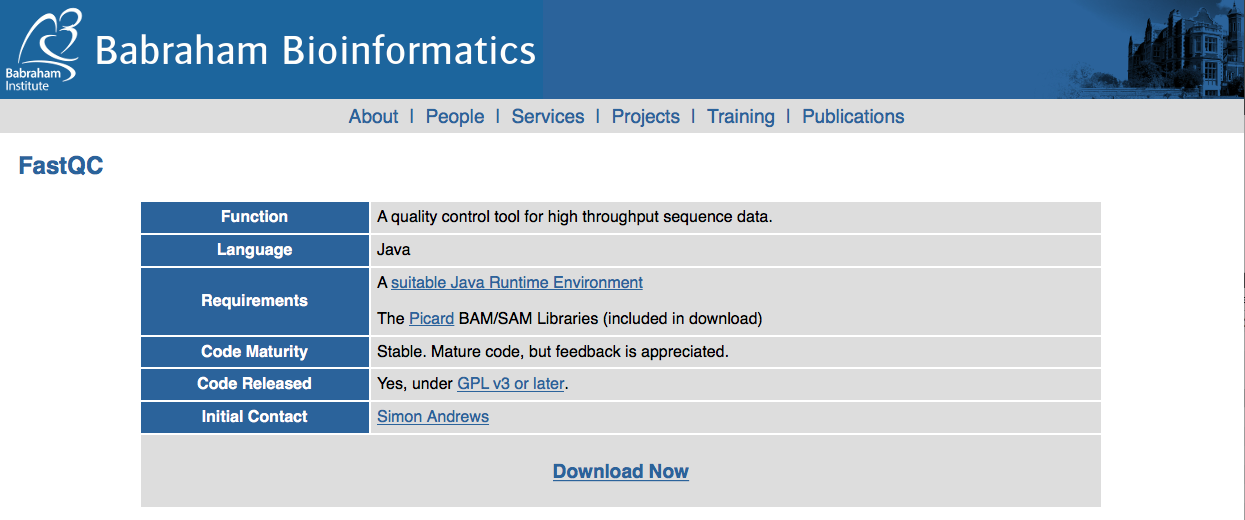 Babraham Bioinformatics
Babraham
Institute
About | People | Services | Projects | Training | Publications
FastQC
Function A quality control tool for high throughput sequence data.
Language Java
Requirements A suitable Java Runtime Environment
The Picard BAM/SAM Libraries (included in download)
Code Maturity Stable. Mature code, but feedback is appreciated.
Code Released Yes, under GPL v3 or later.
Initial Contact Simon Andrews
Download Now